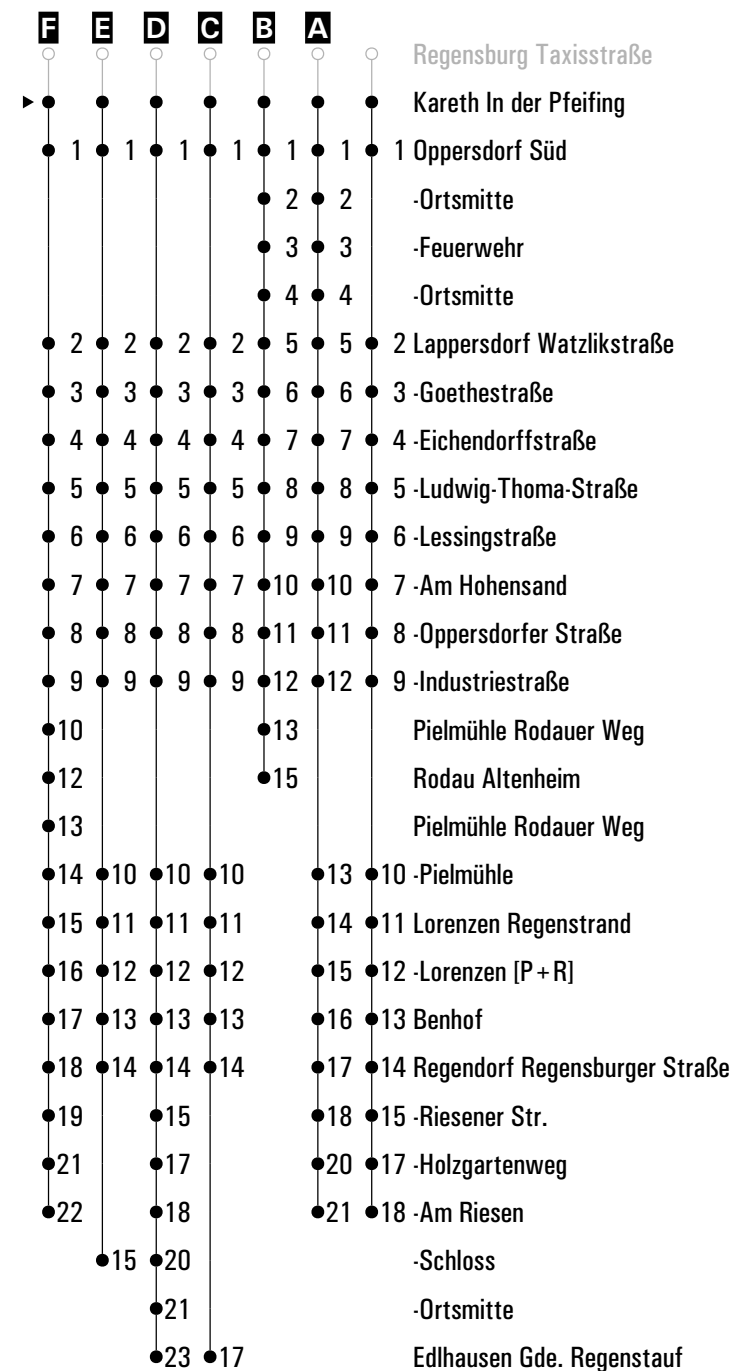 F E D C B A
Regensburg Taxisstraße
Kareth In der Pfeifing
1 1 1 1 1 1 1 Oppersdorf Süd
2 2 -Ortsmitte
3 3 -Feuerwehr
4 4 -Ortsmitte
2 2 2 2 5 5 2 Lappersdorf Watzlikstraße
3 3 3 3 6 6 3 -Goethestraße
4 4 4 4 7 7 4 -Eichendorffstraße
5 5 5 5 8 8 5 -Ludwig-Thoma-Straße
6 6 6 6 9 9 6 -Lessingstraße
7 7 7 7 10 10 7 -Am Hohensand
8 8 8 8 11 11 8 -Oppersdorfer Straße
9 9 9 9 12 12 9 -Industriestraße
10 13 Pielmühle Rodauer Weg
12 15 Rodau Altenheim
13 Pielmühle Rodauer Weg
14 10 10 10 13 10 -Pielmühle
15 11 11 11 14 11 Lorenzen Regenstrand
16 12 12 12 15 12 -Lorenzen [P+R]
17 13 13 13 16 13 Benhof
18 14 14 14 17 14 Regendorf Regensburger Straße
19 15 18 15 -Riesener Str.
21 17 20 17 -Holzgartenweg
22 18 21 18 -Am Riesen
15 20 -Schloss
21 -Ortsmitte
23 17 Edlhausen Gde. Regenstauf